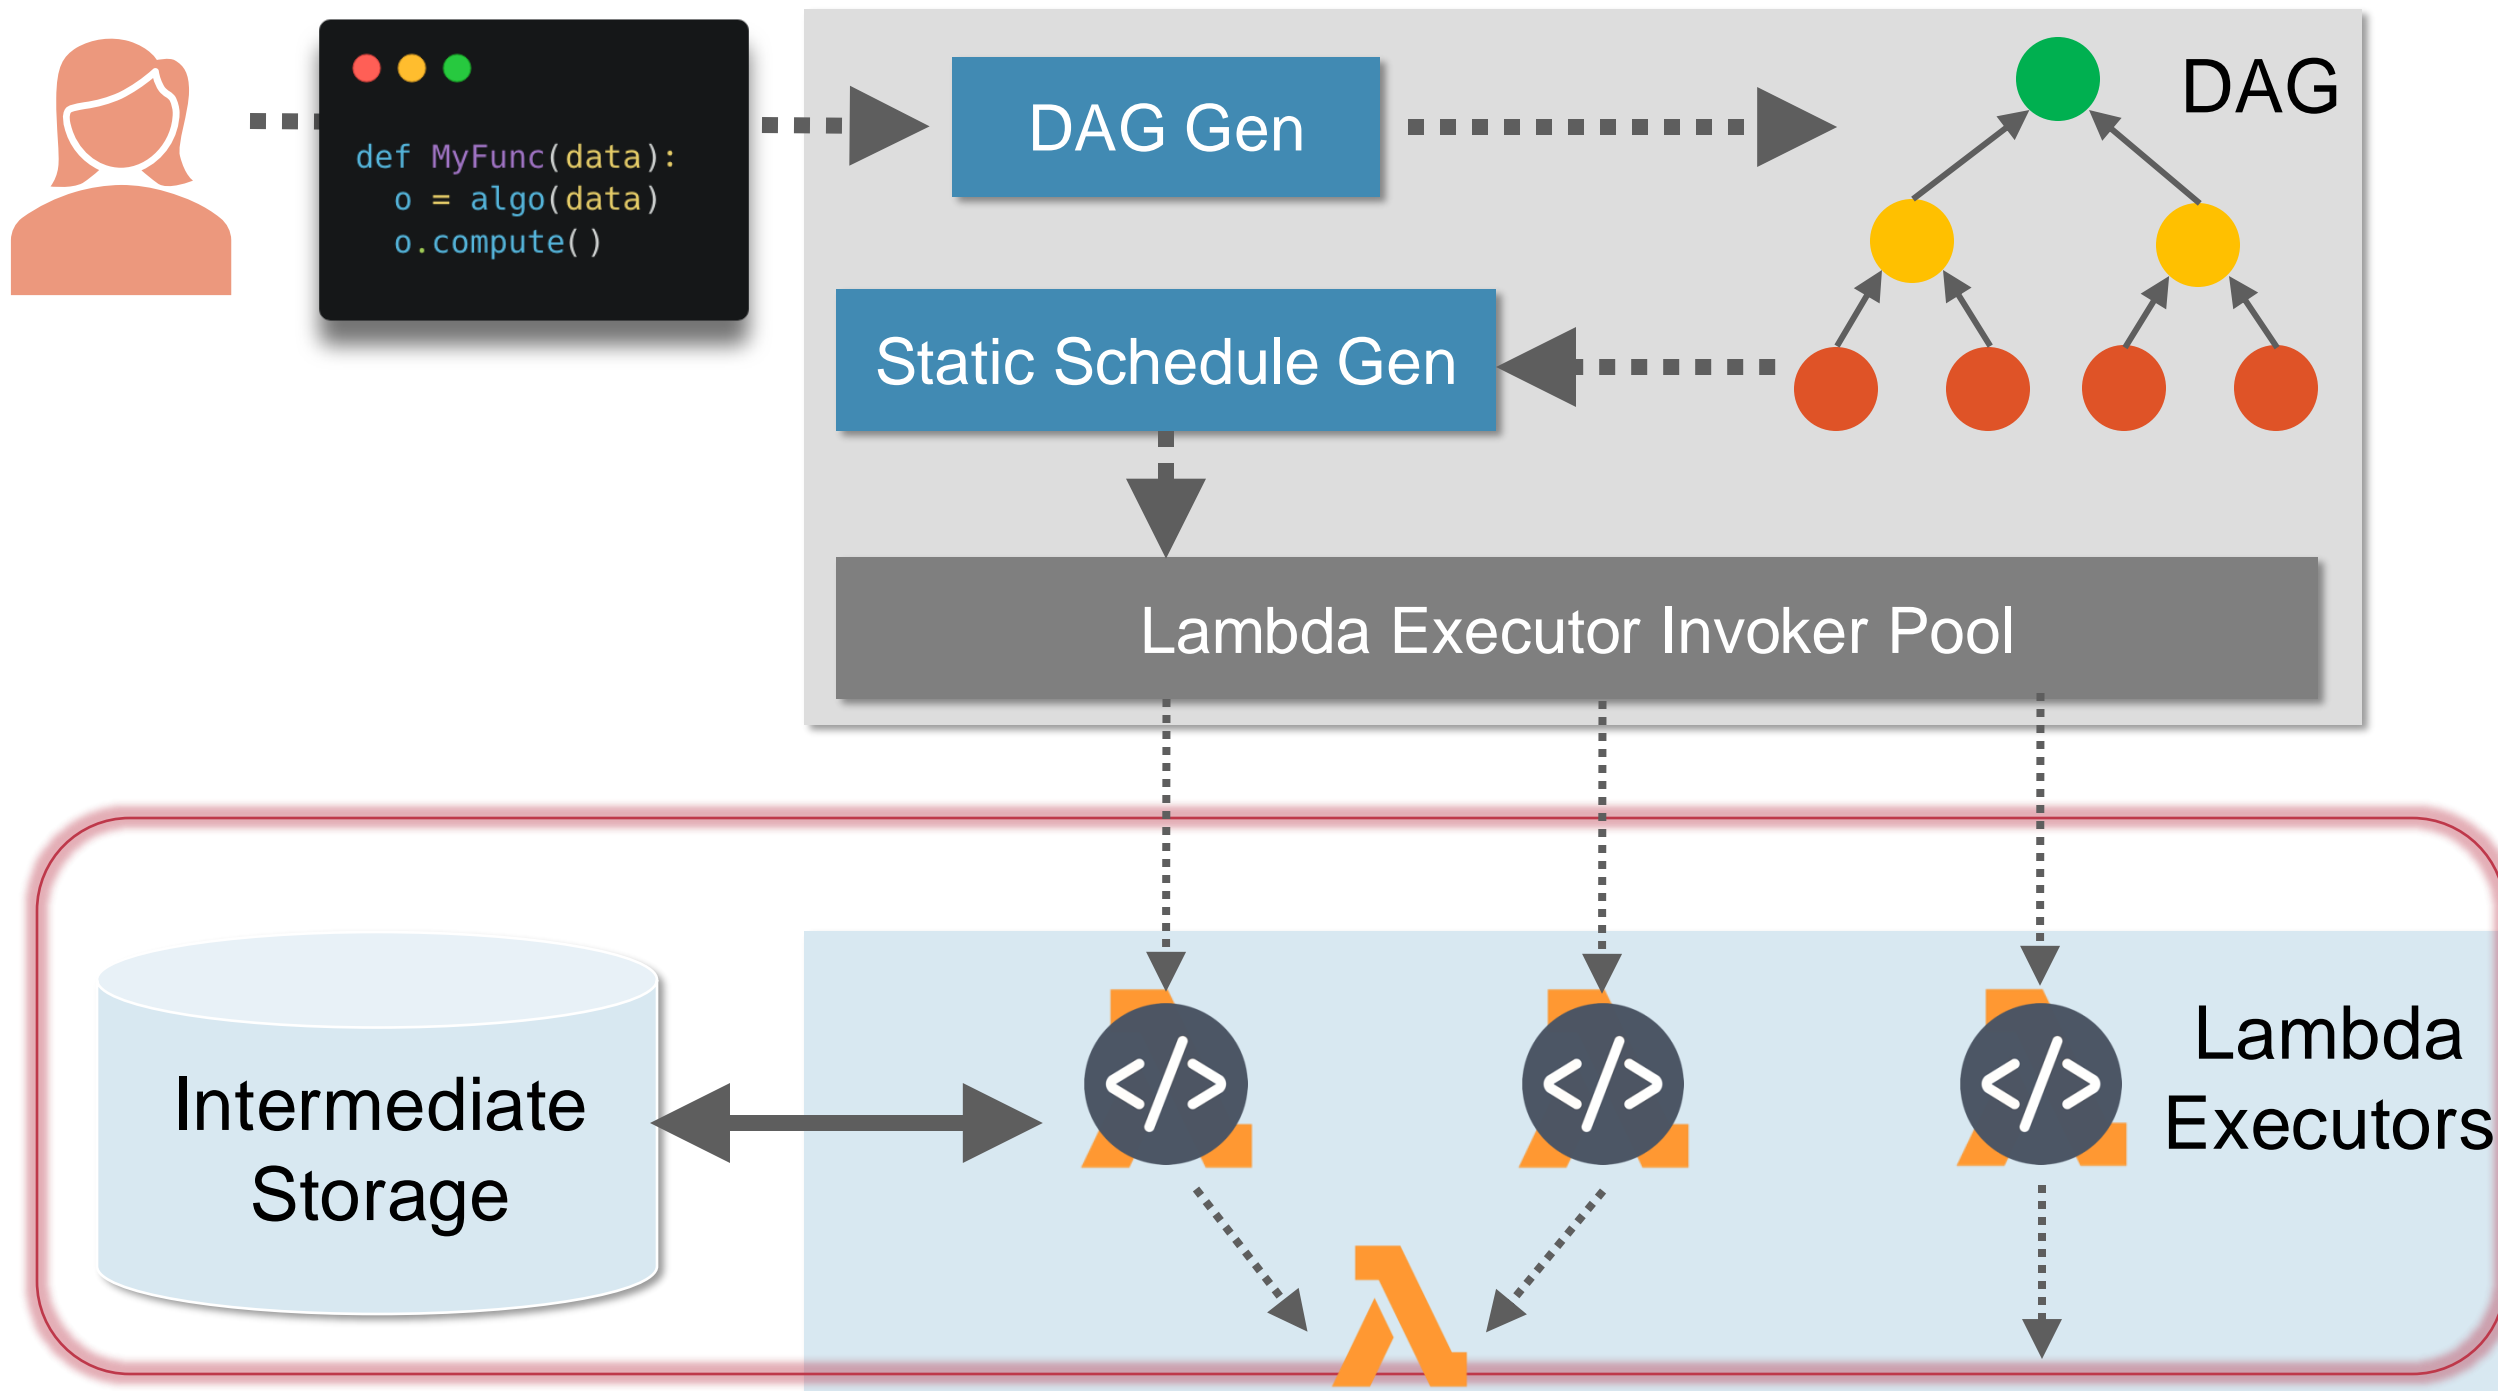 def MyFunc(data):
o = algo(data)
o.compute()
DAG Gen
DAG
Static Schedule Gen
Lambda Executor Invoker Pool
Intermediate
Storage
</>
</>
</>
Lambda
Executors